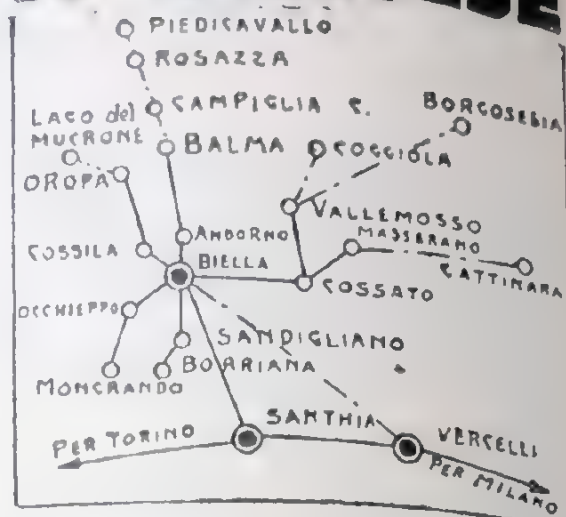 PIEDICAVALLO
ROSAZZA
CAMPIGLIA C.
BALMA
LAGO del
MUCRONE
OROPA
BORGOSESIA
COGGIOLA
VALLEMOSSO
MASSERANO
GATTINARA
COSSATO
COSSILA
ANDORNO
BIELLA
OCCHIEPPO
SANDIGLIANO
BORRIANA
MONGRANDO
PER TORINO
SANTHIA
VERCELLI
PER MILANO